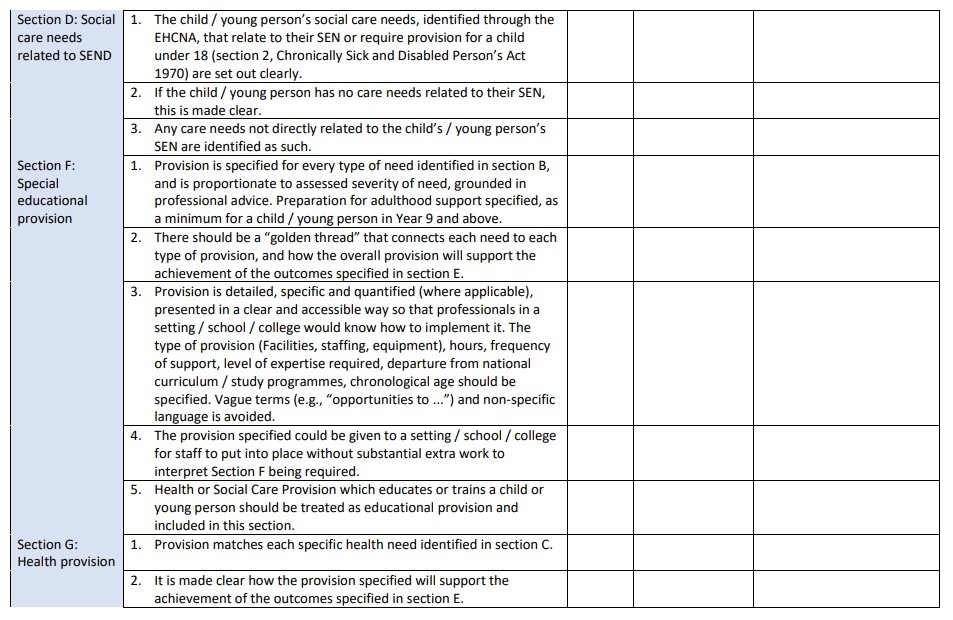 Section D: Social
care needs
related to SEND
1. The child / young person's social care needs, identified through the
EHCNA, that relate to their SEN or require provision for a child
under 18 (section 2, Chronically Sick and Disabled Person's Act
1970) are set out clearly.
2. If the child / young person has no care needs related to their SEN,
this is made clear.
3. Any care needs not directly related to the child's / young person's
SEN are identified as such.
Section F:
Special
educational
provision
1. Provision is specified for every type of need identified in section B,
and is proportionate to assessed severity of need, grounded in
professional advice. Preparation for adulthood support specified, as
a minimum for a child / young person in Year 9 and above.
2. There should be a “golden thread” that connects each need to each
type of provision, and how the overall provision will support the
achievement of the outcomes specified in section E.
3. Provision is detailed, specific and quantified (where applicable),
presented in a clear and accessible way so that professionals in a
setting / school / college would know how to implement it. The
type of provision (Facilities, staffing, equipment), hours, frequency
of support, level of expertise required, departure from national
curriculum / study programmes, chronological age should be
specified. Vague terms (e.g., “opportunities to ...”) and non-specific
language is avoided.
4. The provision specified could be given to a setting / school / college
for staff to put into place without substantial extra work to
interpret Section F being required.
5. Health or Social Care Provision which educates or trains a child or
young person should be treated as educational provision and
included in this section.
Section G:
Health provision
1. Provision matches each specific health need identified in section C.
2. It is made clear how the provision specified will support the
achievement of the outcomes specified in section E.